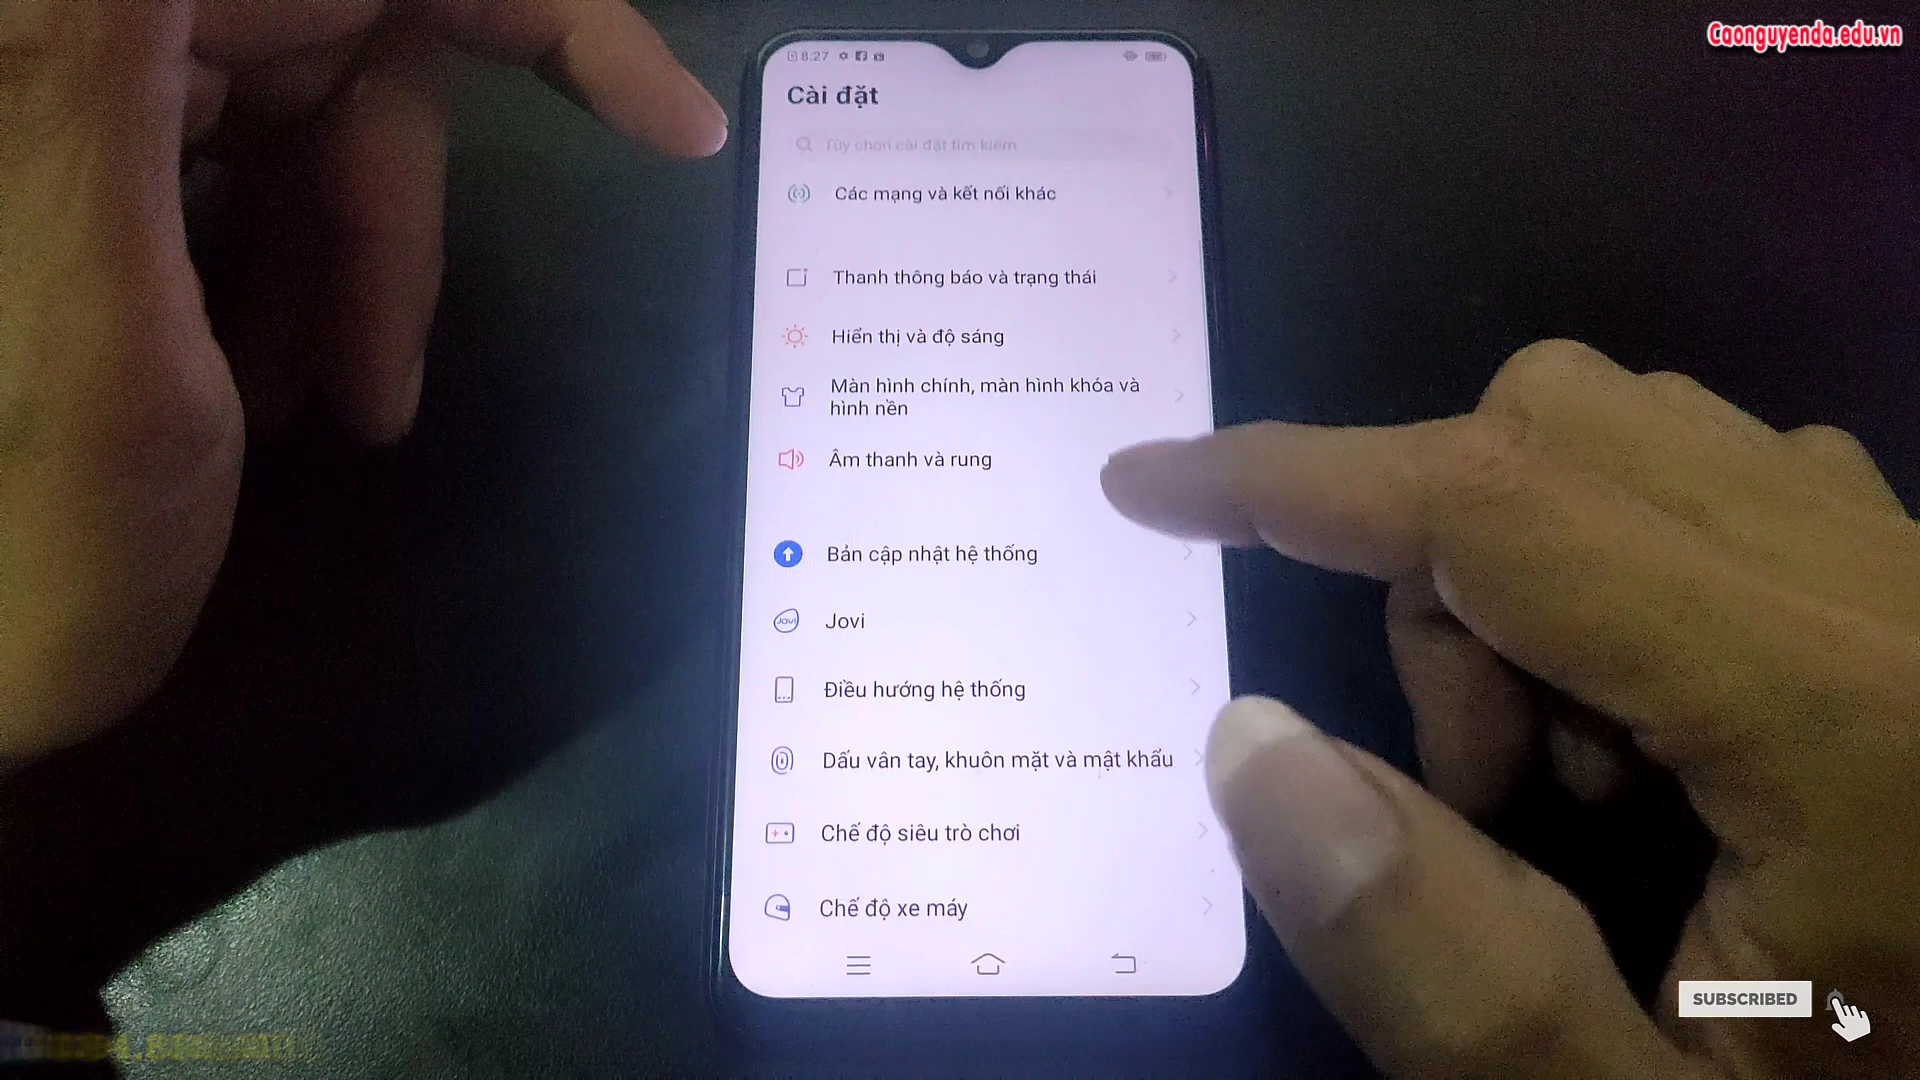 Caonguyenda.edu.vn
8:27
Cài đặt
Tùy chọn cài đặt tìm kiếm
Các mạng và kết nối khác
Thanh thông báo và trạng thái
Hiển thị và độ sáng
Màn hình chính, màn hình khóa và
hình nền
Âm thanh và rung
Bản cập nhật hệ thống
Jovi
Jovi
Điều hướng hệ thống
Dấu vân tay, khuôn mặt và mật khẩu
Chế độ siêu trò chơi
Chế độ xe máy
SUBSCRIBED